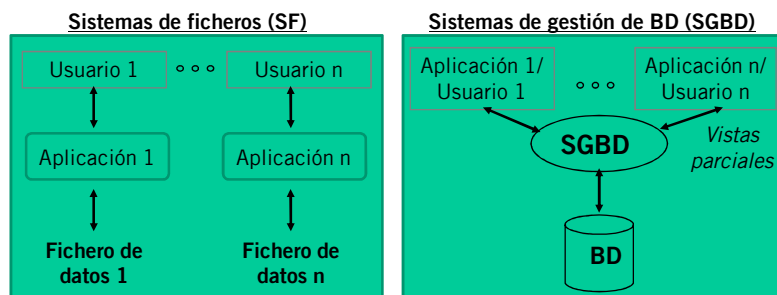 Sistemas de ficheros (SF)
Usuario 1
° ° °
Usuario n
Aplicación 1
Aplicación n
Fichero de
datos 1
Fichero de
datos n
Sistemas de gestión de BD (SGBD)
Aplicación 1/
Usuario 1
° ° °
Aplicación n/
Usuario n
SGBD
Vistas
parciales
BD